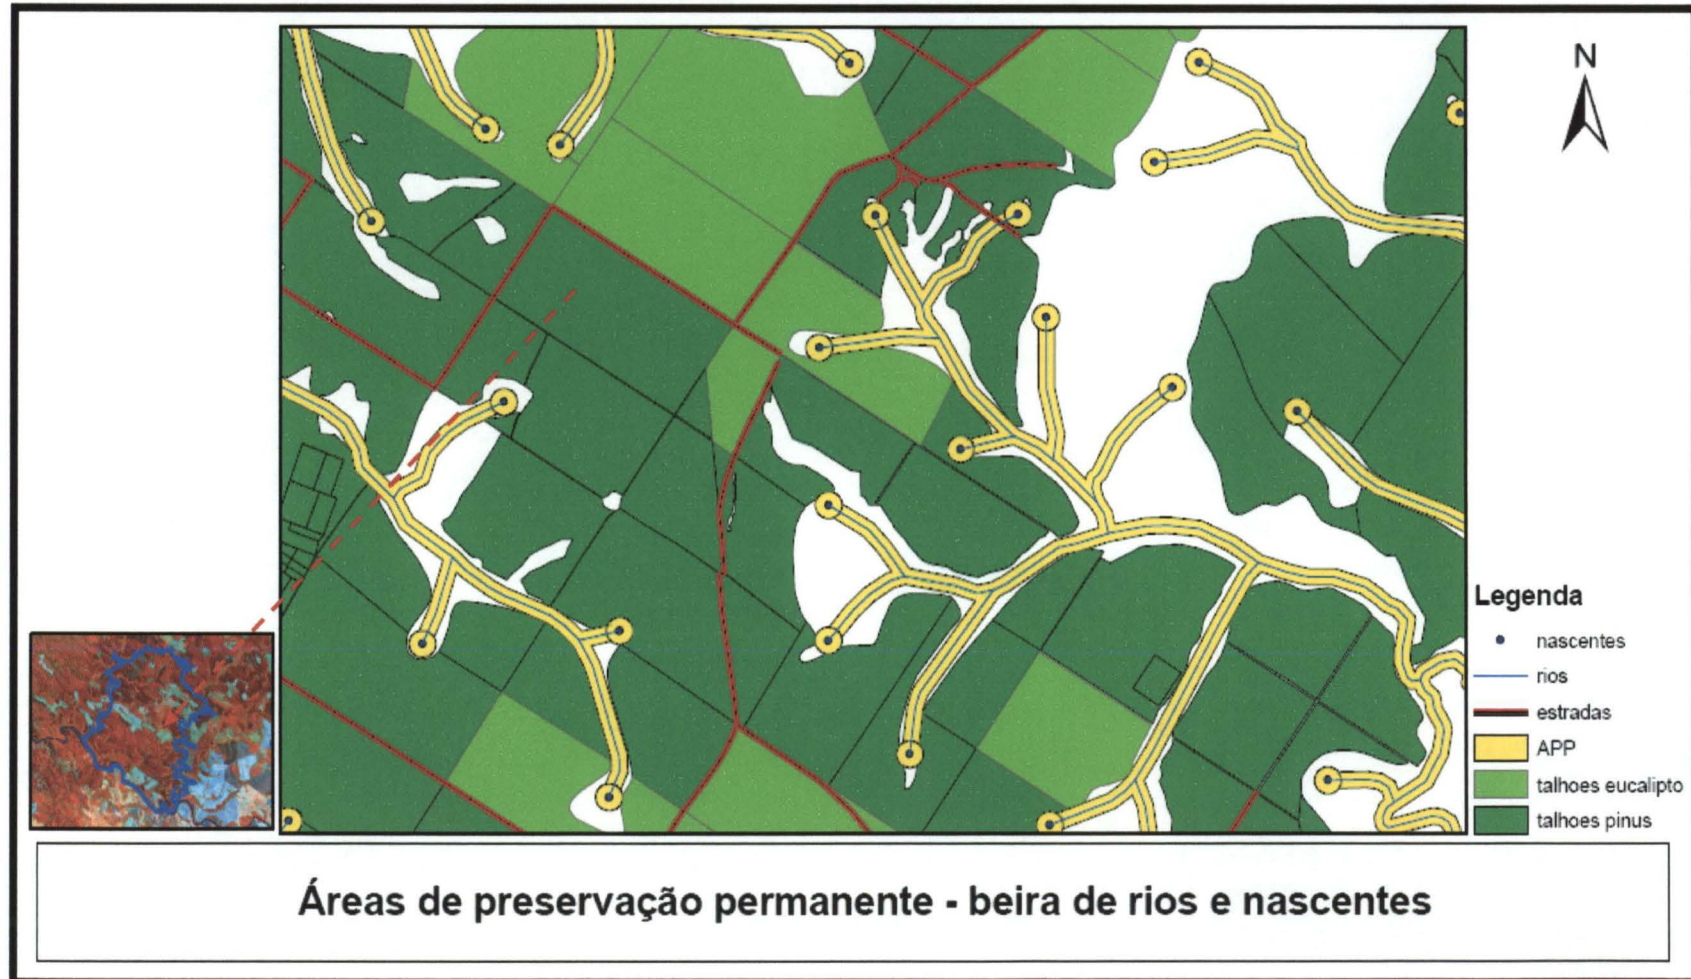 N
Legenda
nascentes
rios
estradas
APP
talhoes eucalipto
talhoes pinus
Áreas de preservação permanente - beira de rios e nascentes